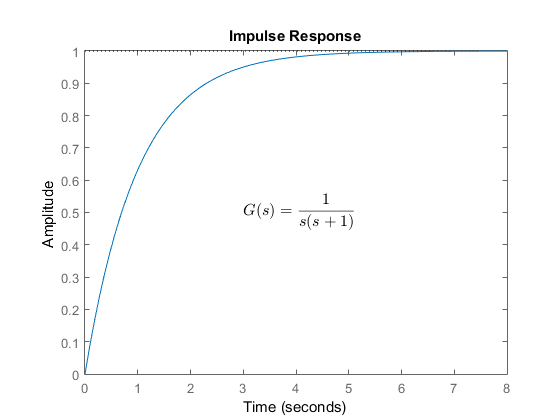 Impulse Response
Amplitude
1
0.9
0.8
0.7
0.6
0.5
0.4
0.3
0.2
0.1
0
G(s) = 1/(s(s + 1))
0 1 2 3 4 5 6 7 8
Time (seconds)